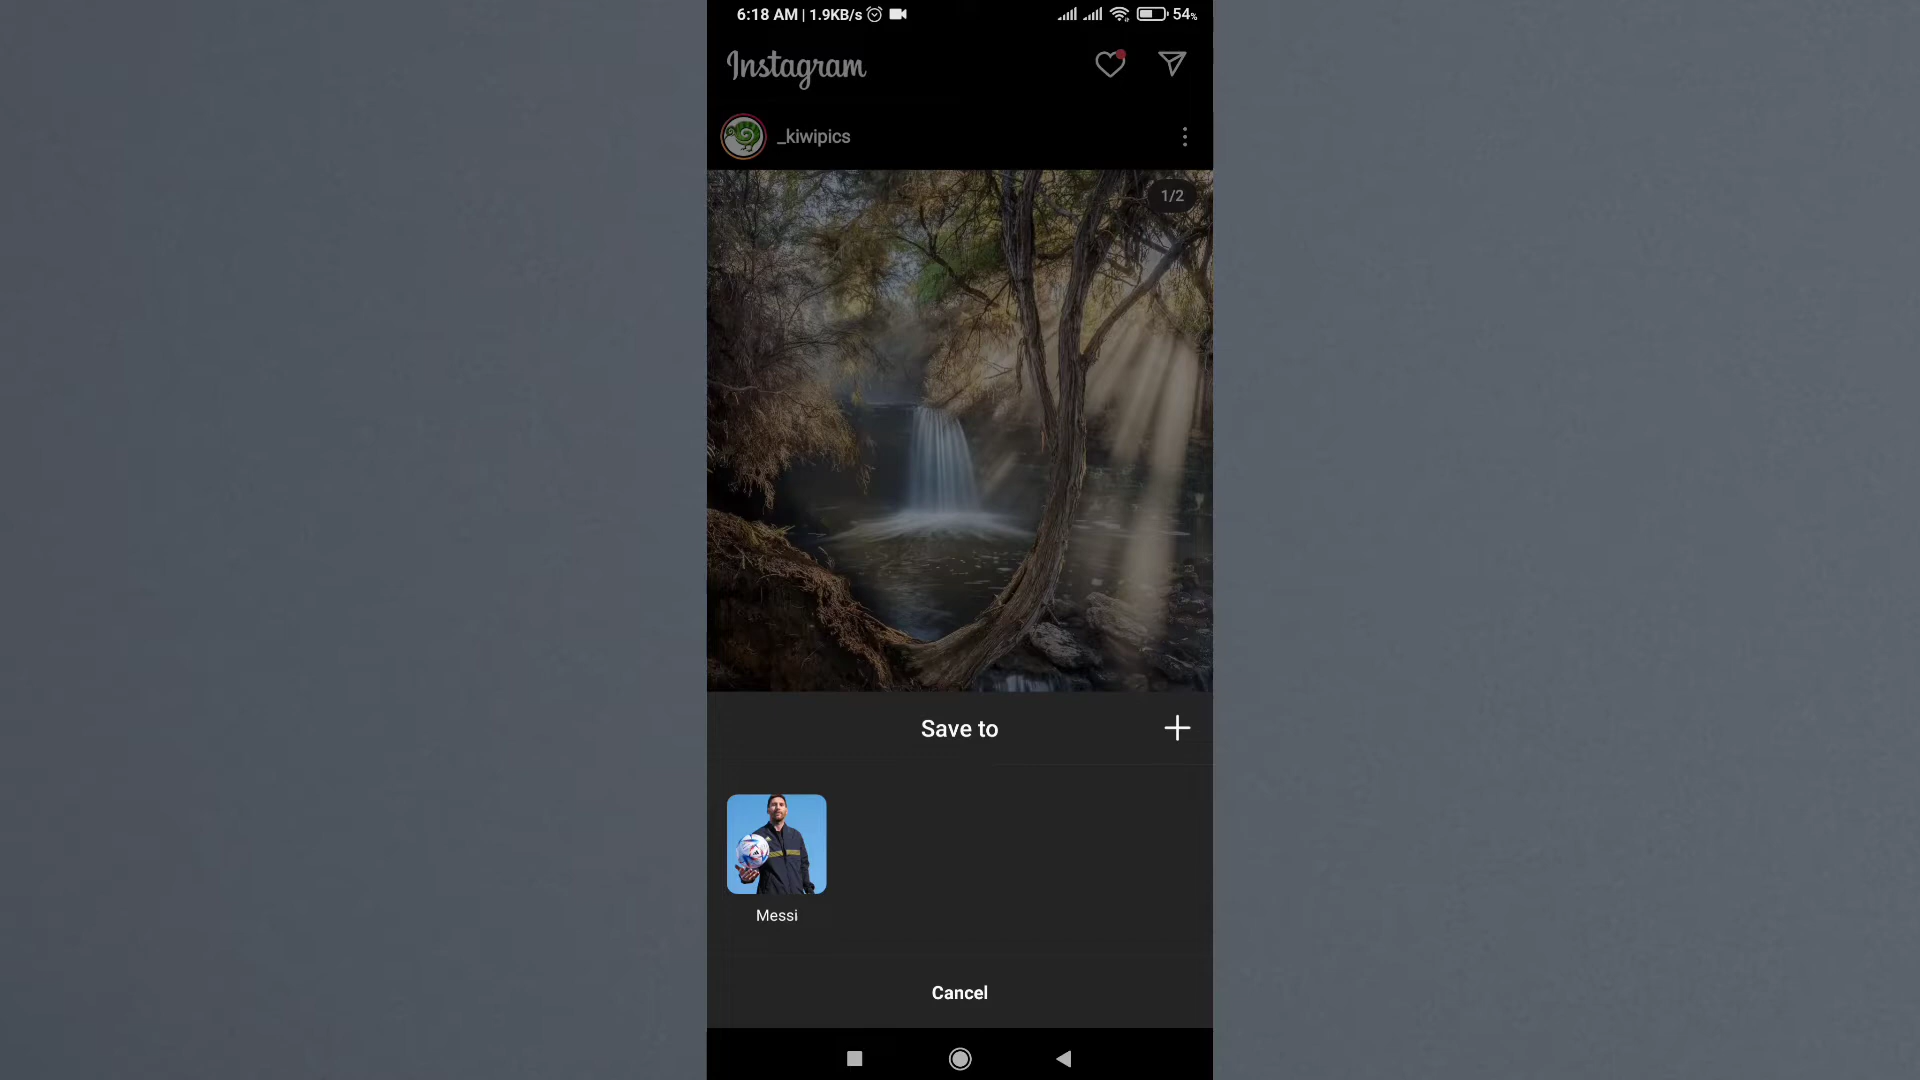 6:18 AM | 1.9KB/s 54%
Instagram
_kiwipics
1/2
Save to
Messi
Cancel